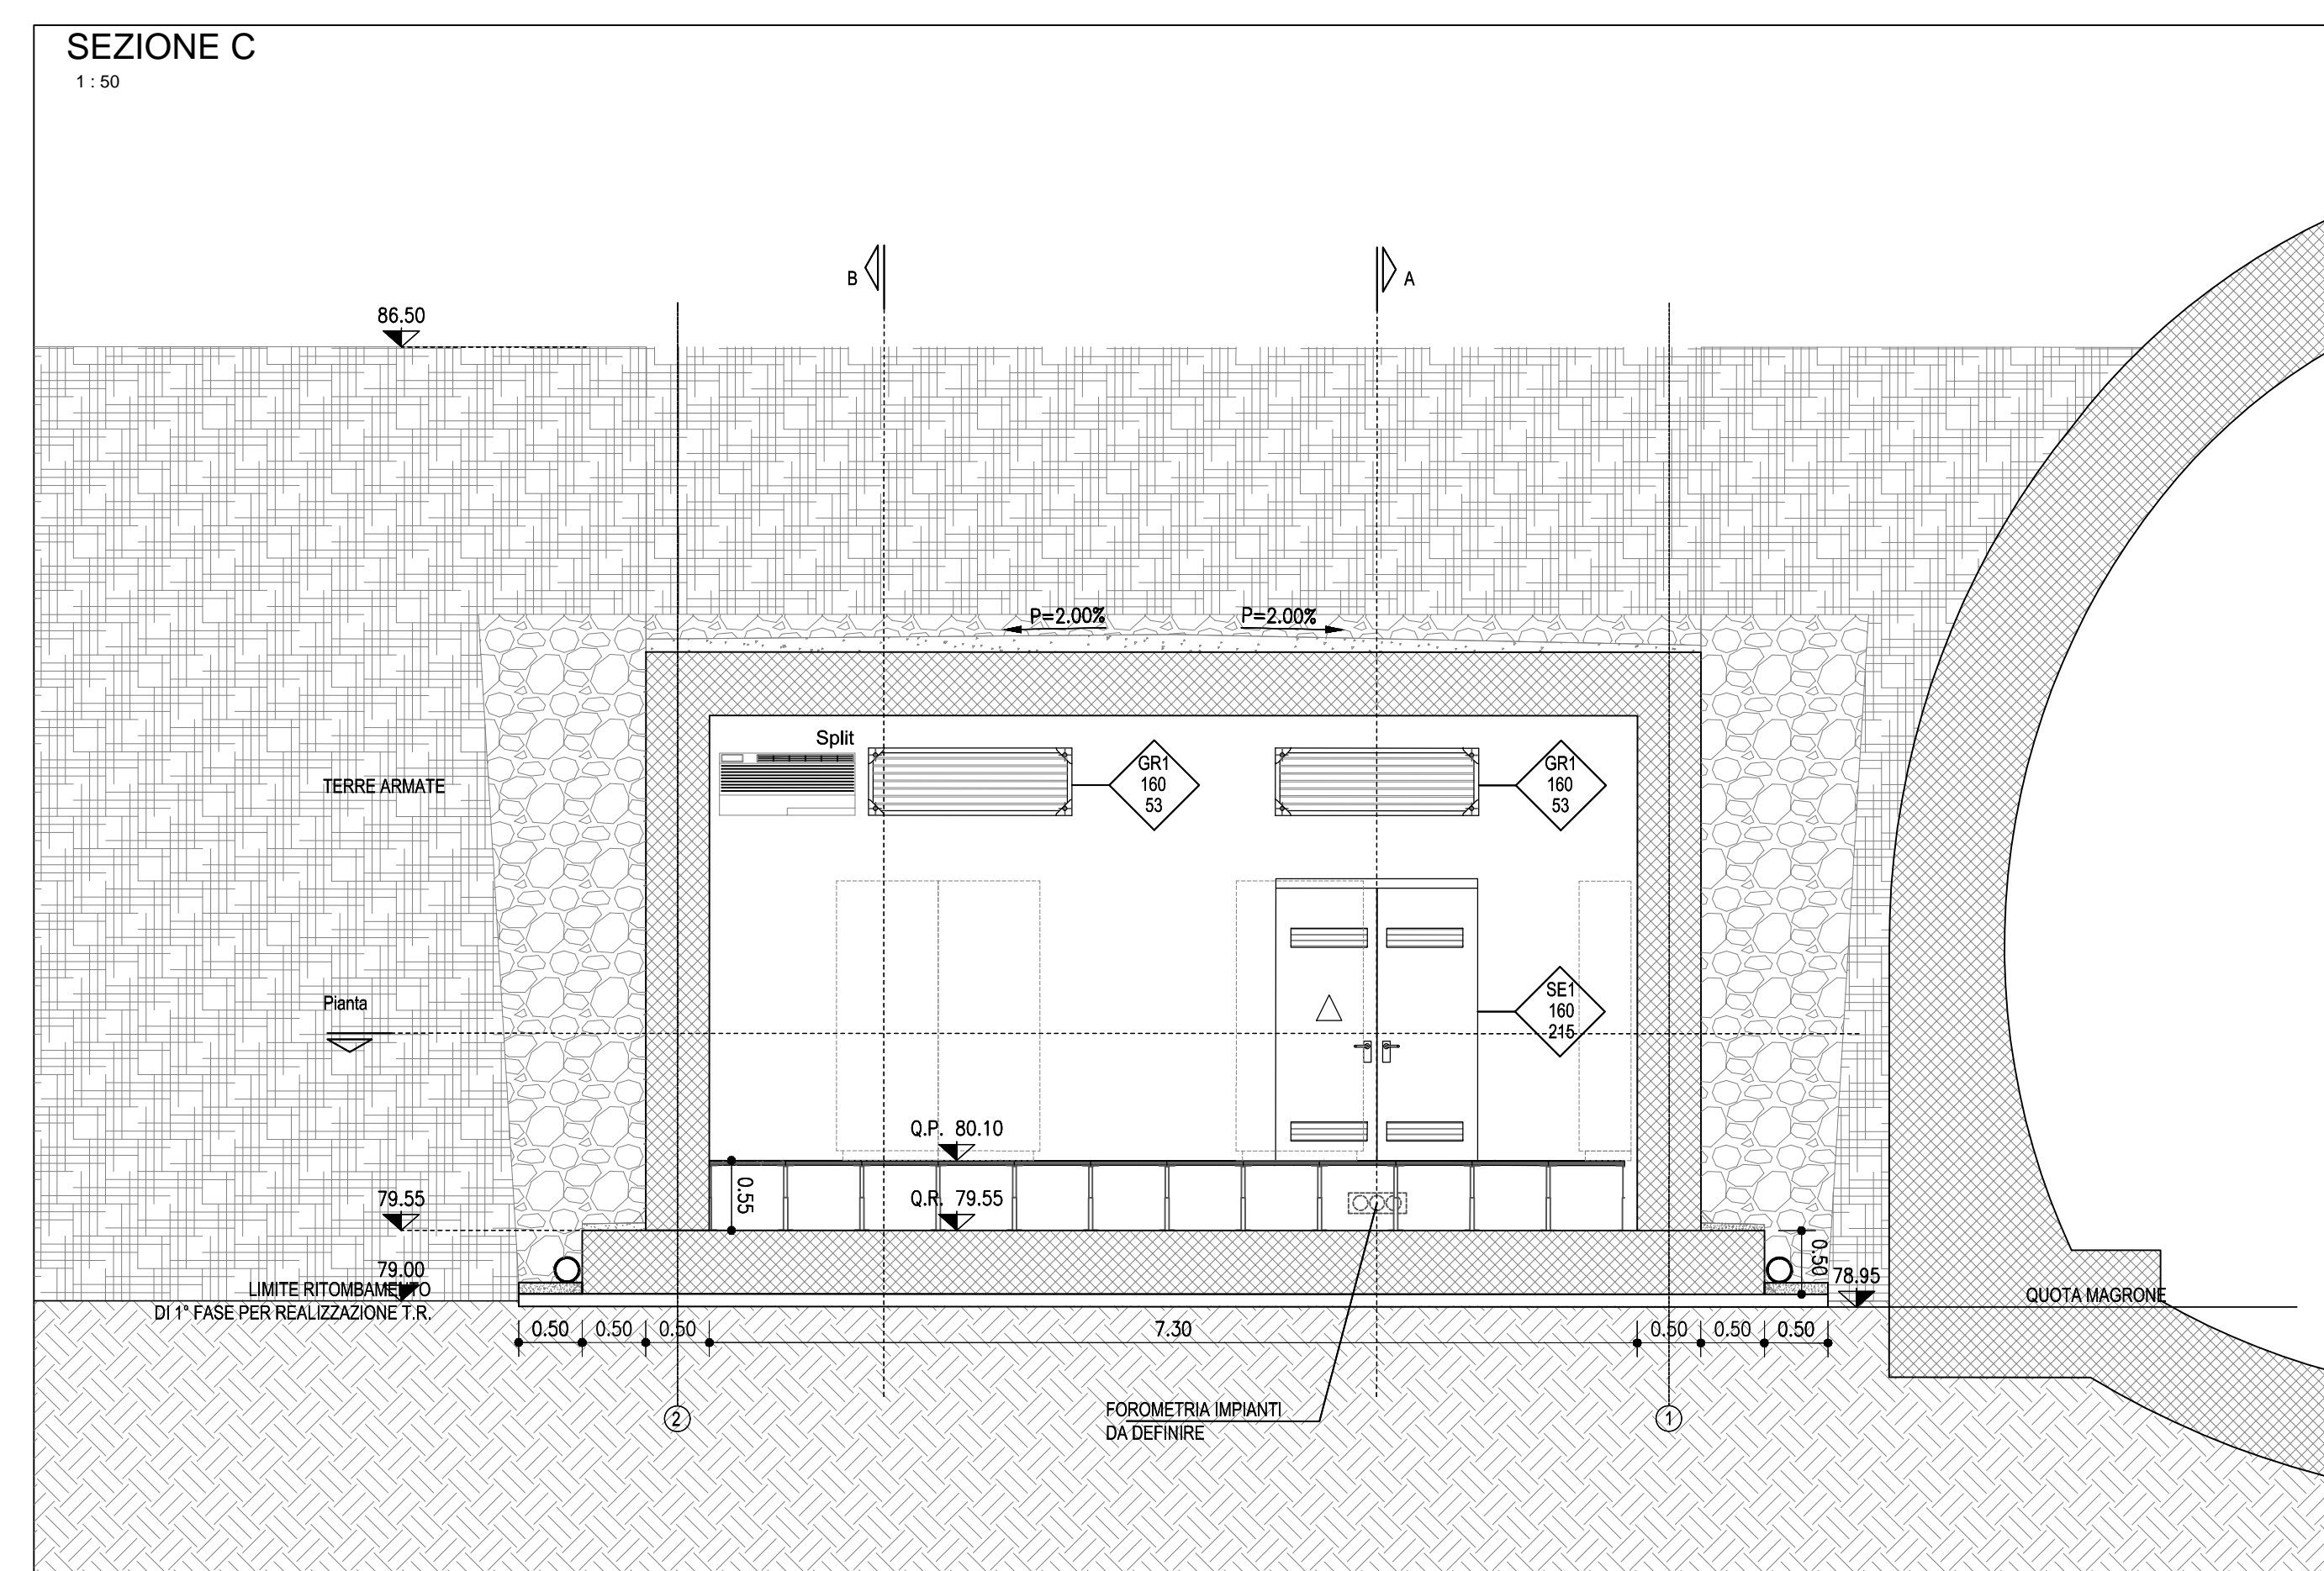 SEZIONE C
1 : 50
B
A
86.50
P=2.00%
P=2.00%
Split
GR1
160
53
GR1
160
53
TERRE ARMATE
Pianta
SE1
160
215
Q.P. 80.10
0.55
79.55
Q.R. 79.55
79.00
LIMITE RITOMBAMENTO
DI 1° FASE PER REALIZZAZIONE T.R.
0.50
78.95
QUOTA MAGRONE
0.50
0.50
0.50
7.30
0.50
0.50
0.50
FOROMETRIA IMPIANTI
DA DEFINIRE
2
1